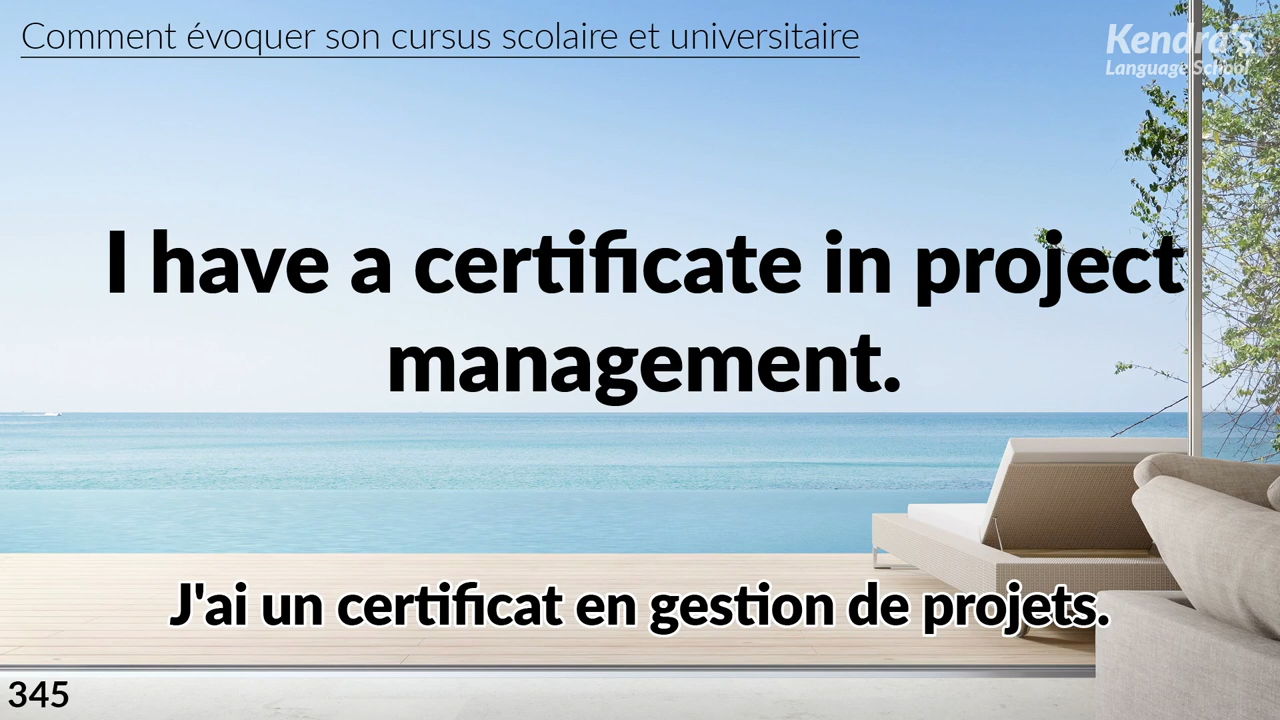 Comment évoquer son cursus scolaire et universitaire
Kendra's
Language School
I have a certificate in project
management.
J'ai un certificat en gestion de projets.
345